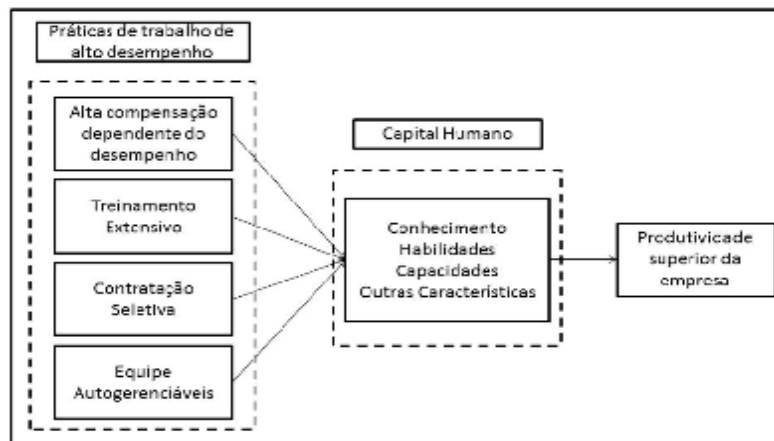 Práticas de trabalho de
alto desempenho
Alta compensação
dependente do
desempenho
Treinamento
Extensivo
Contratação
Seletiva
Equipe
Autogerenciáveis
Capital Humano
Conhecimento
Habilidades
Capacidades
Outras Características
Produtividade
superior da
empresa